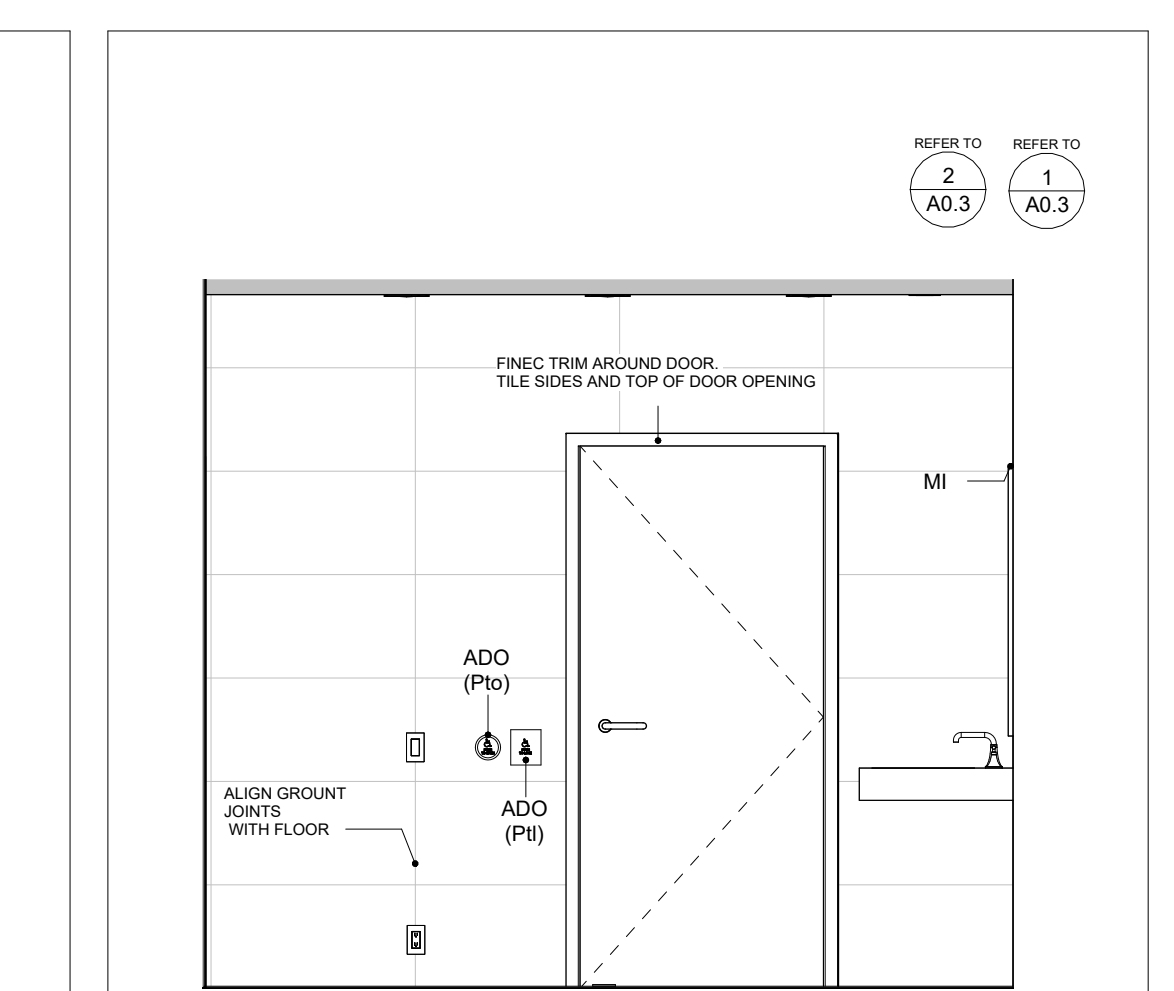 REFER TO
2
A0.3
REFER TO
1
A0.3
FINEC TRIM AROUND DOOR.
TILE SIDES AND TOP OF DOOR OPENING
MI
ADO
(Pto)
ALIGN GROUNT
JOINTS
WITH FLOOR
ADO
(Ptl)